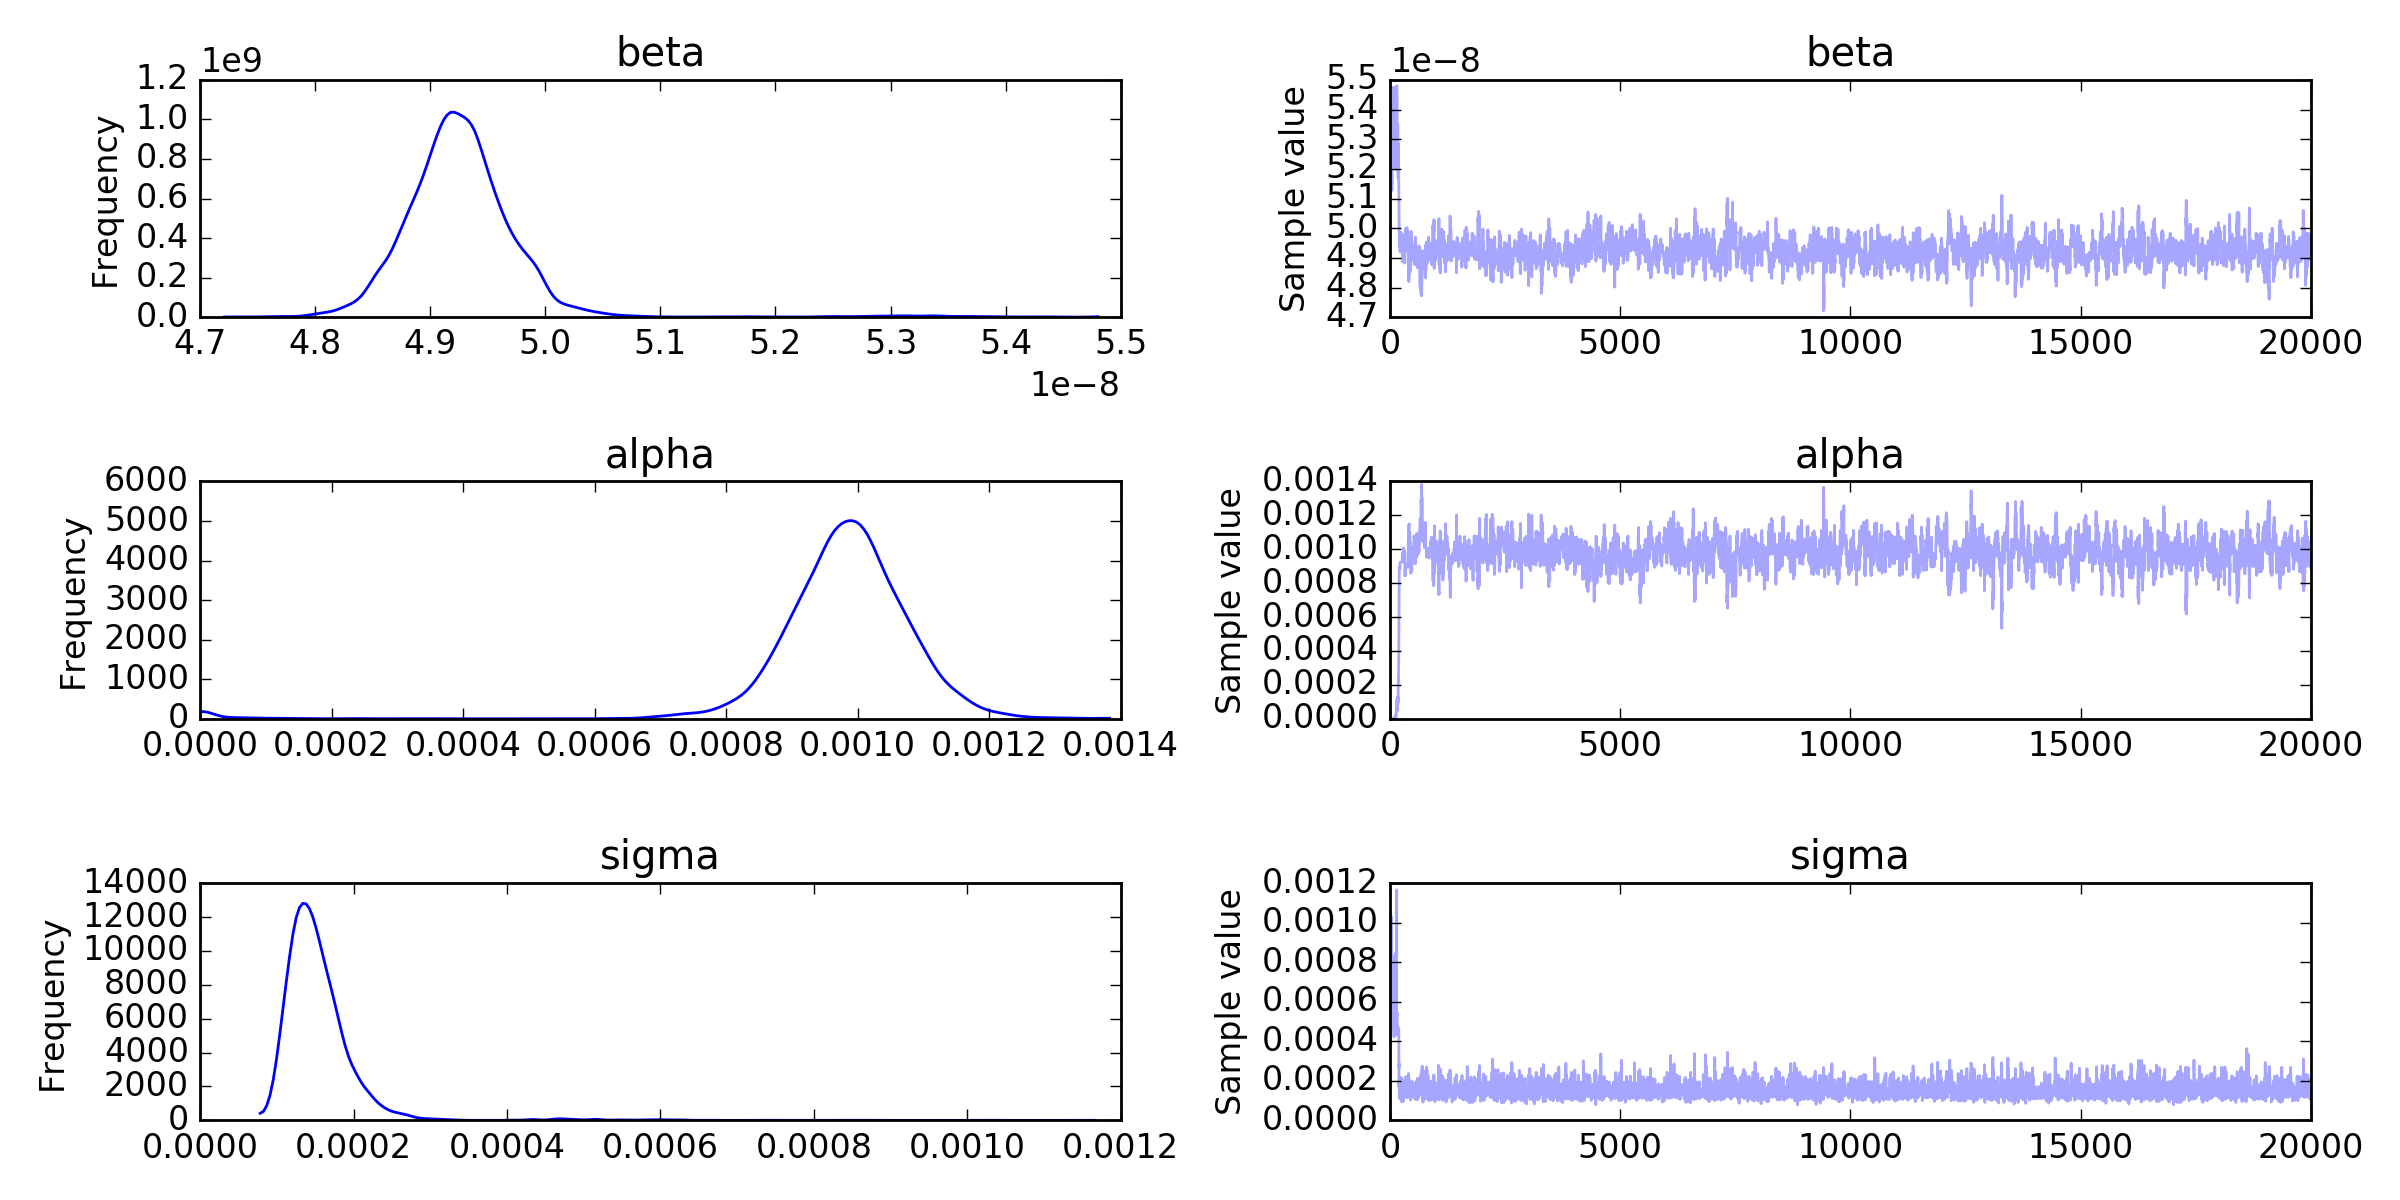 beta
1e9
Frequency
1.2
1.0
0.8
0.6
0.4
0.2
0.0
4.7 4.8 4.9 5.0 5.1 5.2 5.3 5.4 5.5
1e−8
beta
1e−8
Sample value
5.5
5.4
5.3
5.2
5.1
5.0
4.9
4.8
4.7
0 5000 10000 15000 20000
alpha
Frequency
6000
5000
4000
3000
2000
1000
0
0.0000 0.0002 0.0004 0.0006 0.0008 0.0010 0.0012 0.0014
alpha
Sample value
0.0014
0.0012
0.0010
0.0008
0.0006
0.0004
0.0002
0.0000
0 5000 10000 15000 20000
sigma
Frequency
14000
12000
10000
8000
6000
4000
2000
0
0.0000 0.0002 0.0004 0.0006 0.0008 0.0010 0.0012
sigma
Sample value
0.0012
0.0010
0.0008
0.0006
0.0004
0.0002
0.0000
0 5000 10000 15000 20000